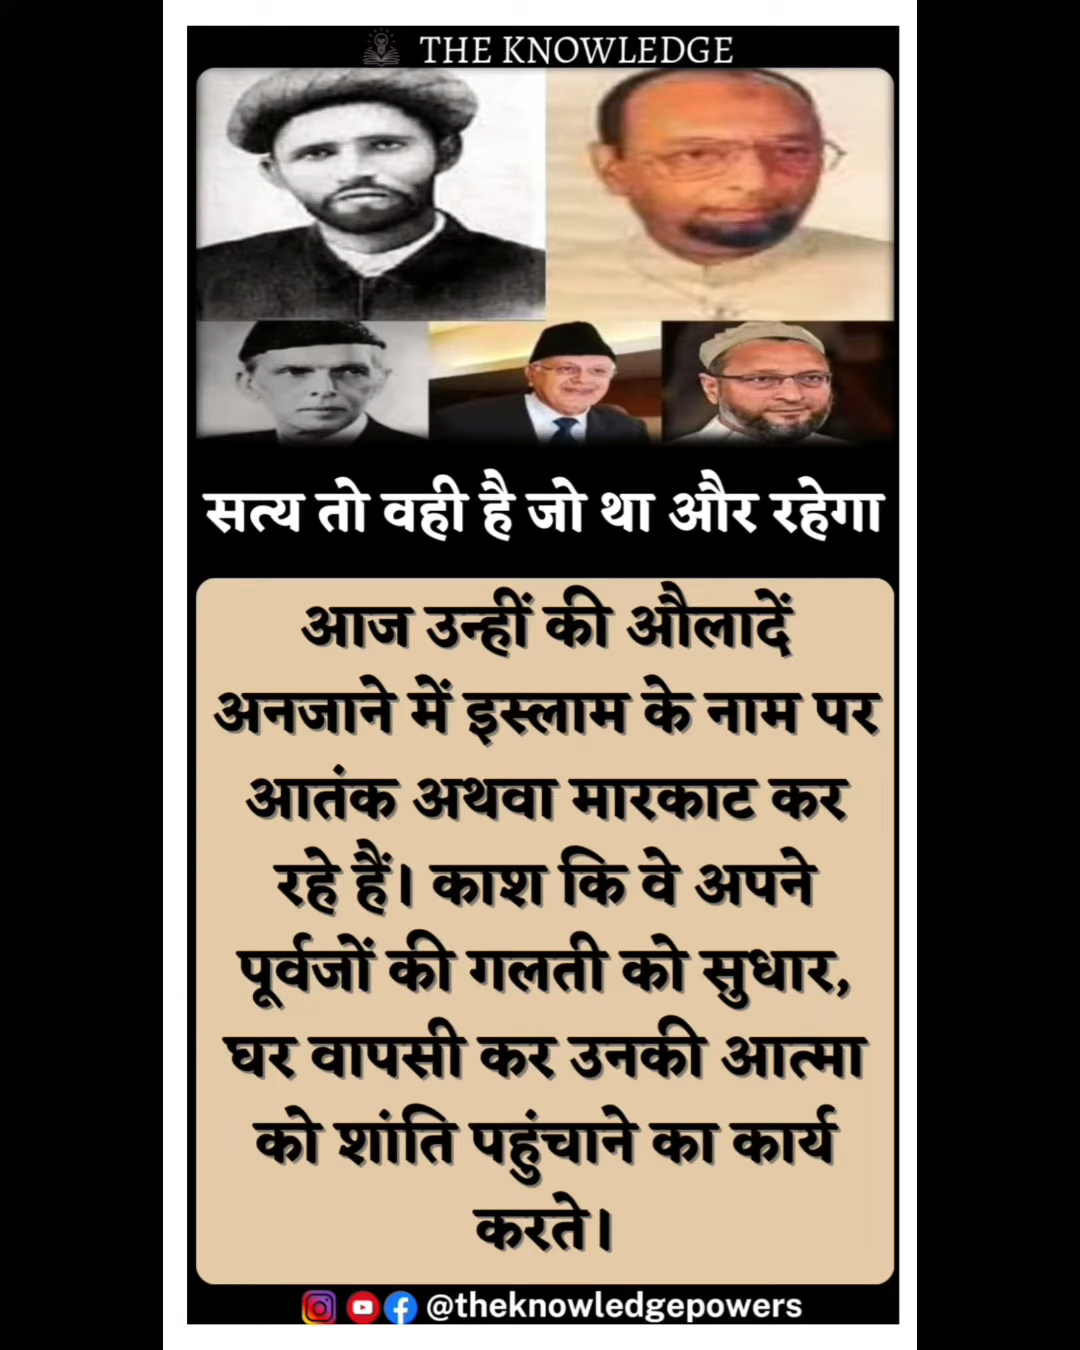 THE KNOWLEDGE
सत्य तो वही है जो था और रहेगा
आज उन्हीं की औलादें
अनजाने में इस्लाम के नाम पर
आतंक अथवा मारकाट कर
रहे हैं। काश कि वे अपने
पूर्वजों की गलती को सुधार,
घर वापसी कर उनकी आत्मा
को शांति पहुंचाने का कार्य
करते।
@theknowledgepowers